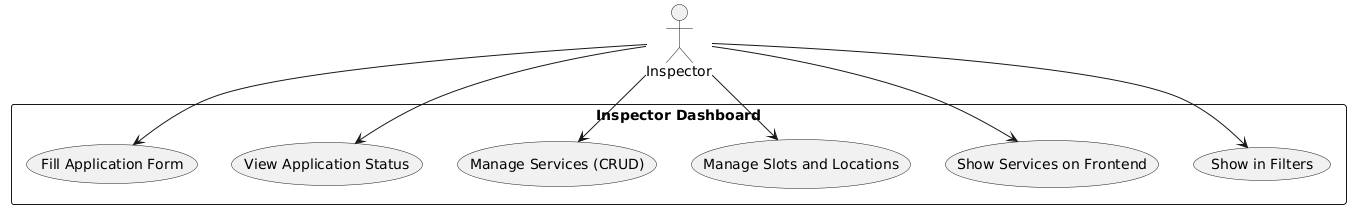 Inspector
Inspector Dashboard
Fill Application Form
View Application Status
Manage Services (CRUD)
Manage Slots and Locations
Show Services on Frontend
Show in Filters